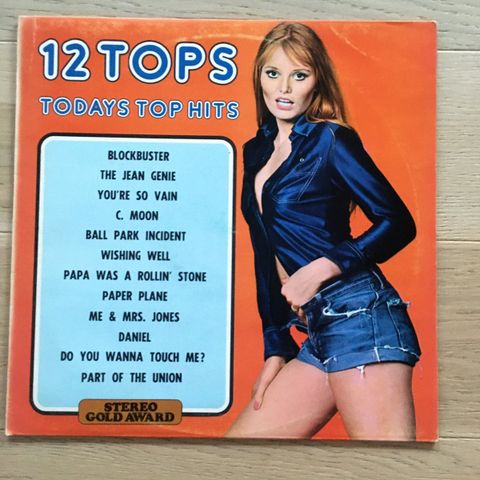 12 TOPS
TODAYS TOP HITS
BLOCKBUSTER
THE JEAN GENIE
YOU'RE SO VAIN
C. MOON
BALL PARK INCIDENT
WISHING WELL
PAPA WAS A ROLLIN' STONE
PAPER PLANE
ME & MRS. JONES
DANIEL
DO YOU WANNA TOUCH ME?
PART OF THE UNION
STEREO
GOLD AWARD